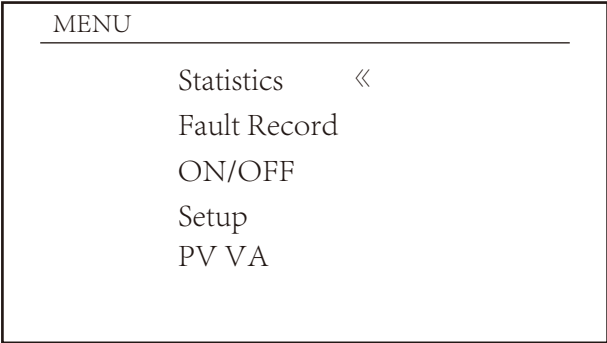 MENU
Statistics 《
Fault Record
ON/OFF
Setup
PV VA